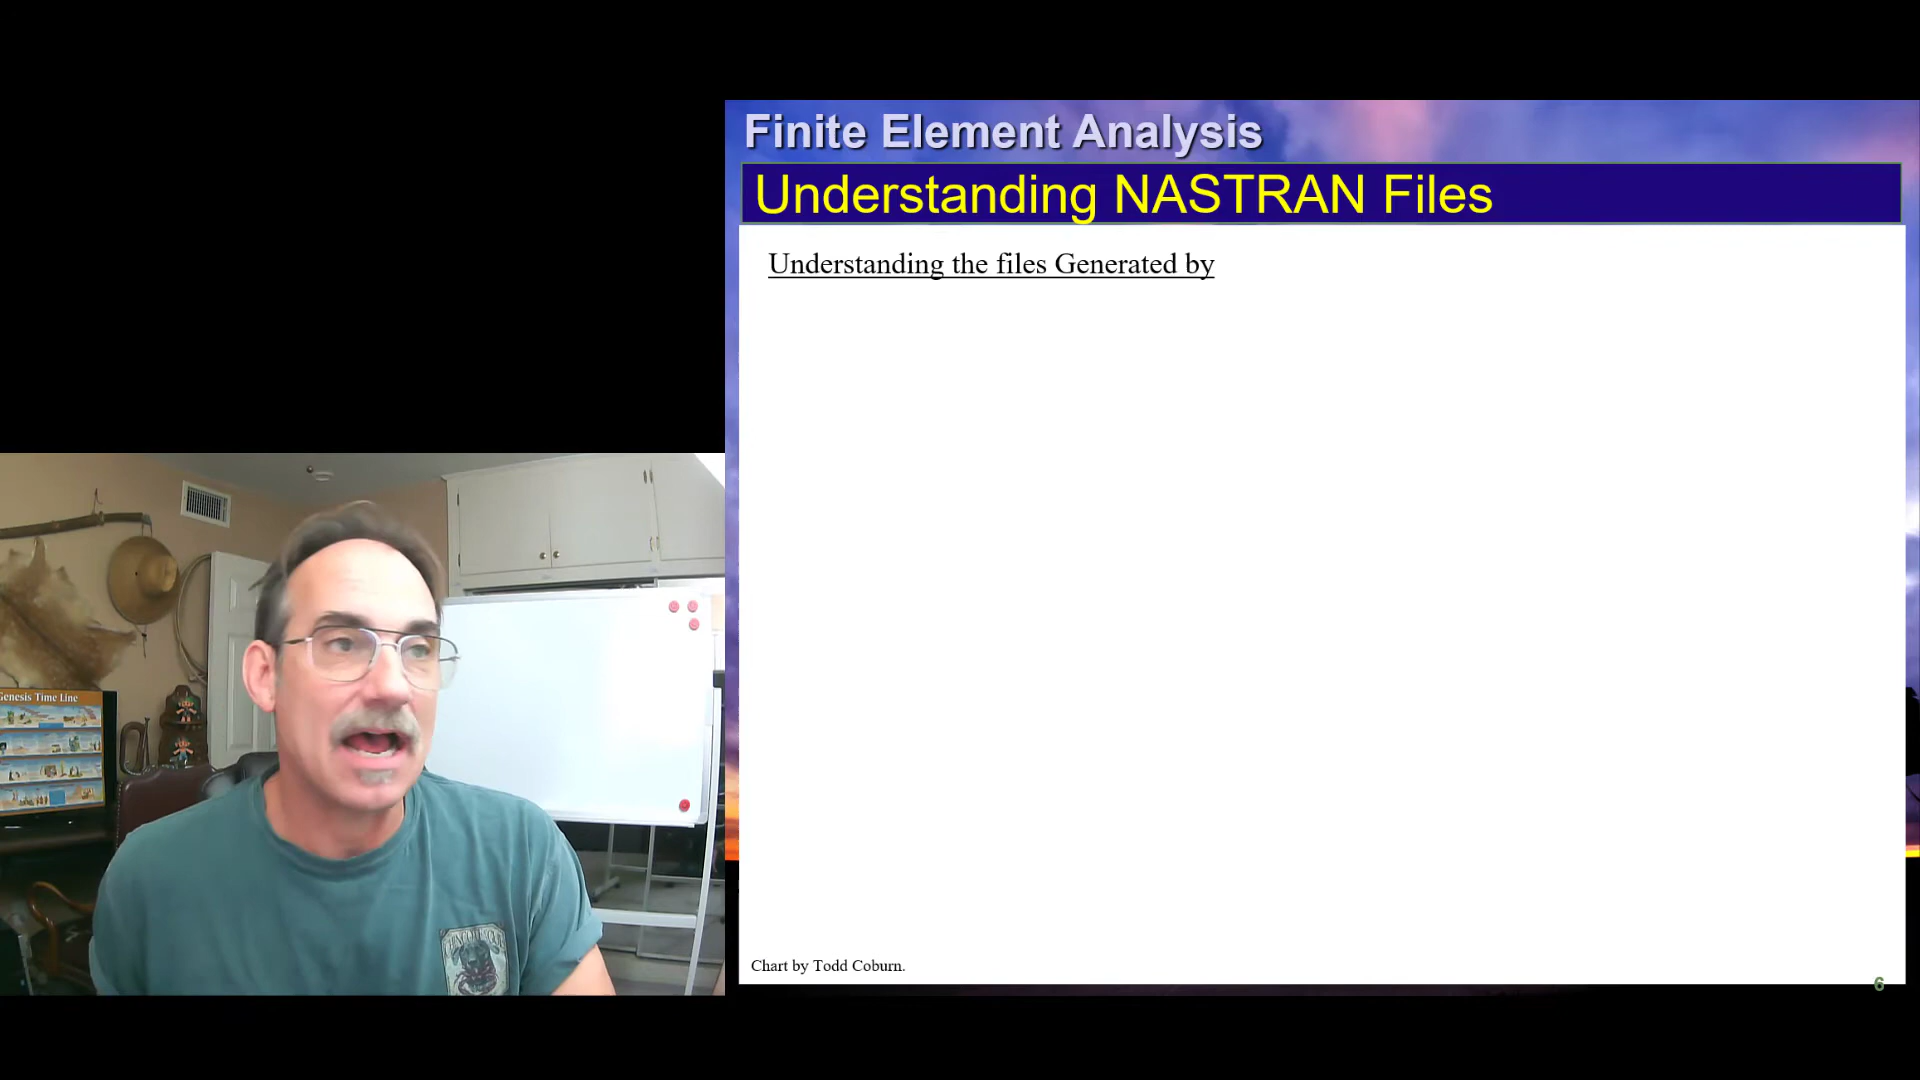 Finite Element Analysis
Understanding NASTRAN Files
Understanding the files Generated by
Genesis Time Line
Chart by Todd Coburn.
6